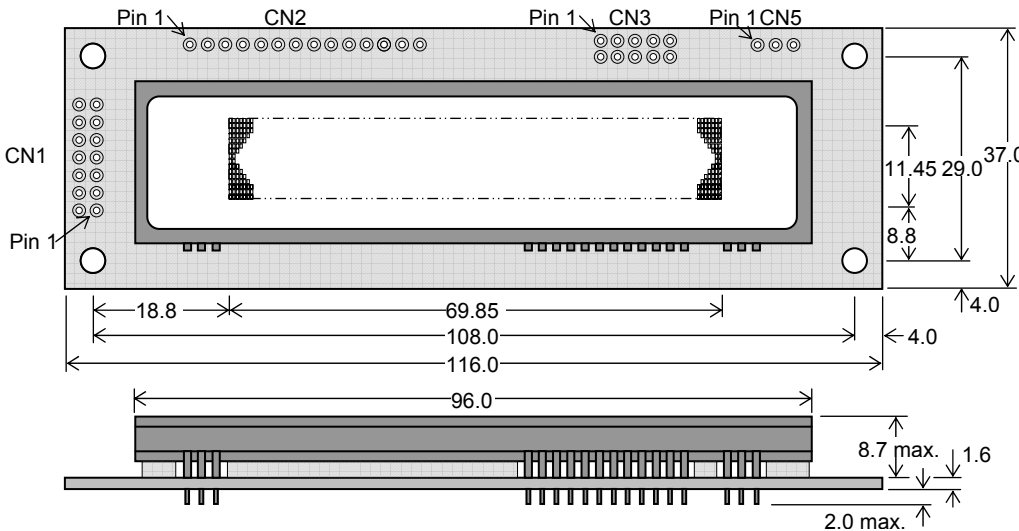 Pin 1 CN2 Pin 1 CN3 Pin 1 CN5
CN1
Pin 1
11.45 29.0 37.0
8.8
4.0
18.8 69.85
108.0 4.0
116.0
96.0
8.7 max. 1.6
2.0 max.